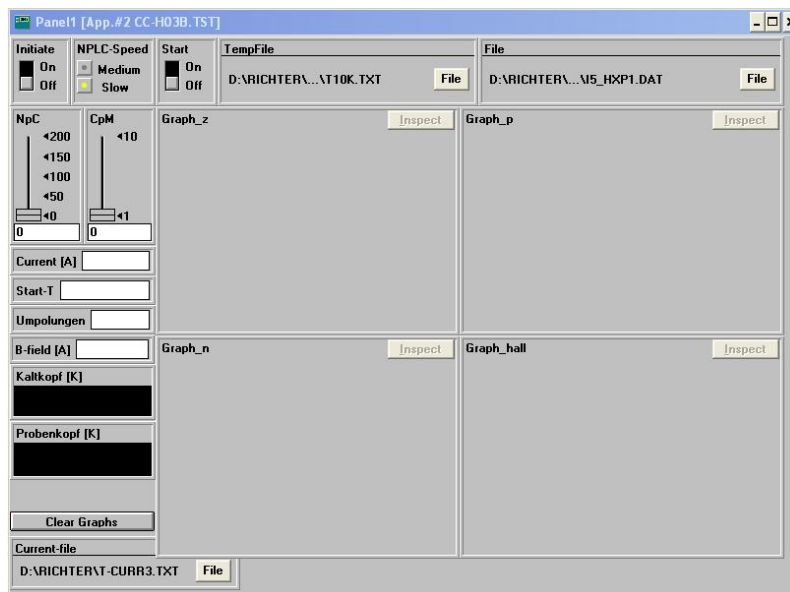 Panel1 [App.#2 CC-H03B.TST]
Initiate
On
Off
NPLC-Speed
Medium
Slow
Start
On
Off
TempFile
D:\RICHTER\...\T10K.TXT
File
File
D:\RICHTER\...\I5_HXP1.DAT
File
NpC
200
150
100
50
0
0
CpM
10
1
0
Graph_z
Inspect
Graph_p
Inspect
Current [A]
Start-T
Umpolungen
B-field [A]
Graph_n
Inspect
Graph_hall
Inspect
Kaltkopf [K]
Probenkopf [K]
Clear Graphs
Current-file
D:\RICHTER\T-CURR3.TXT
File